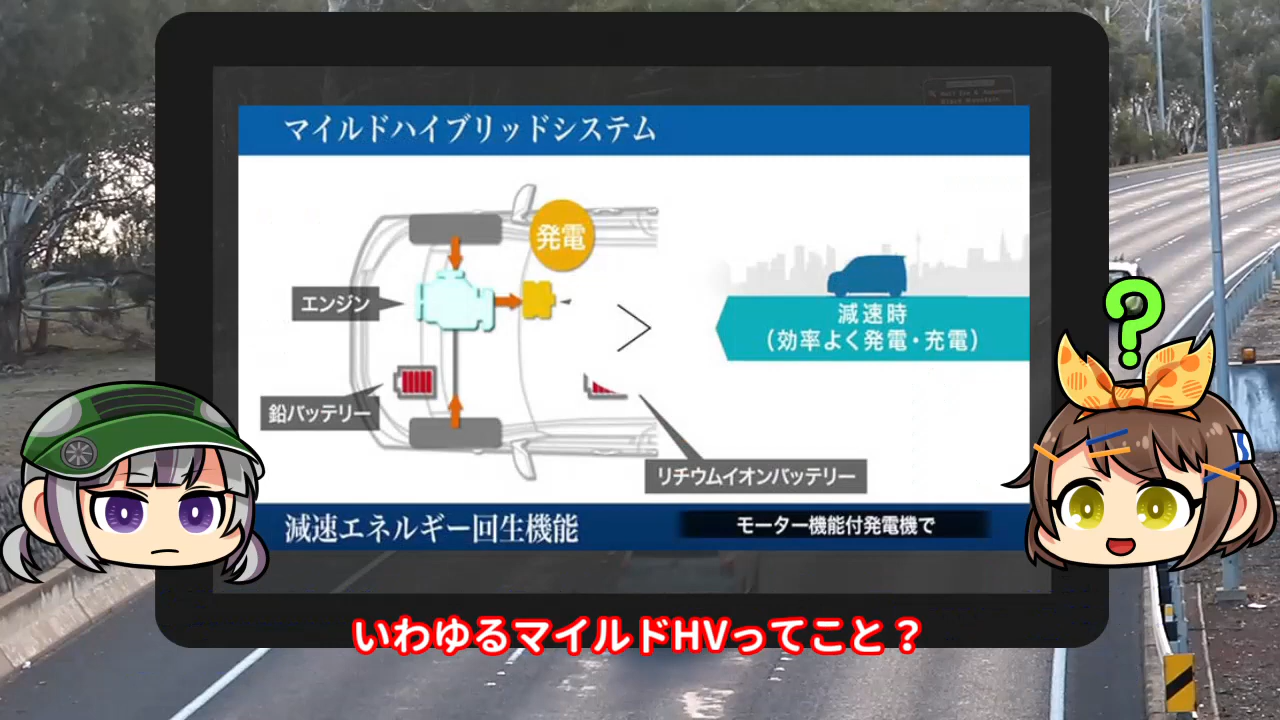 マイルドハイブリッドシステム
発電
エンジン
減速時
(効率よく発電・充電)
鉛バッテリー
リチウムイオンバッテリー
減速エネルギー回生機能
モーター機能付発電機で
?
いわゆるマイルドHVってこと？